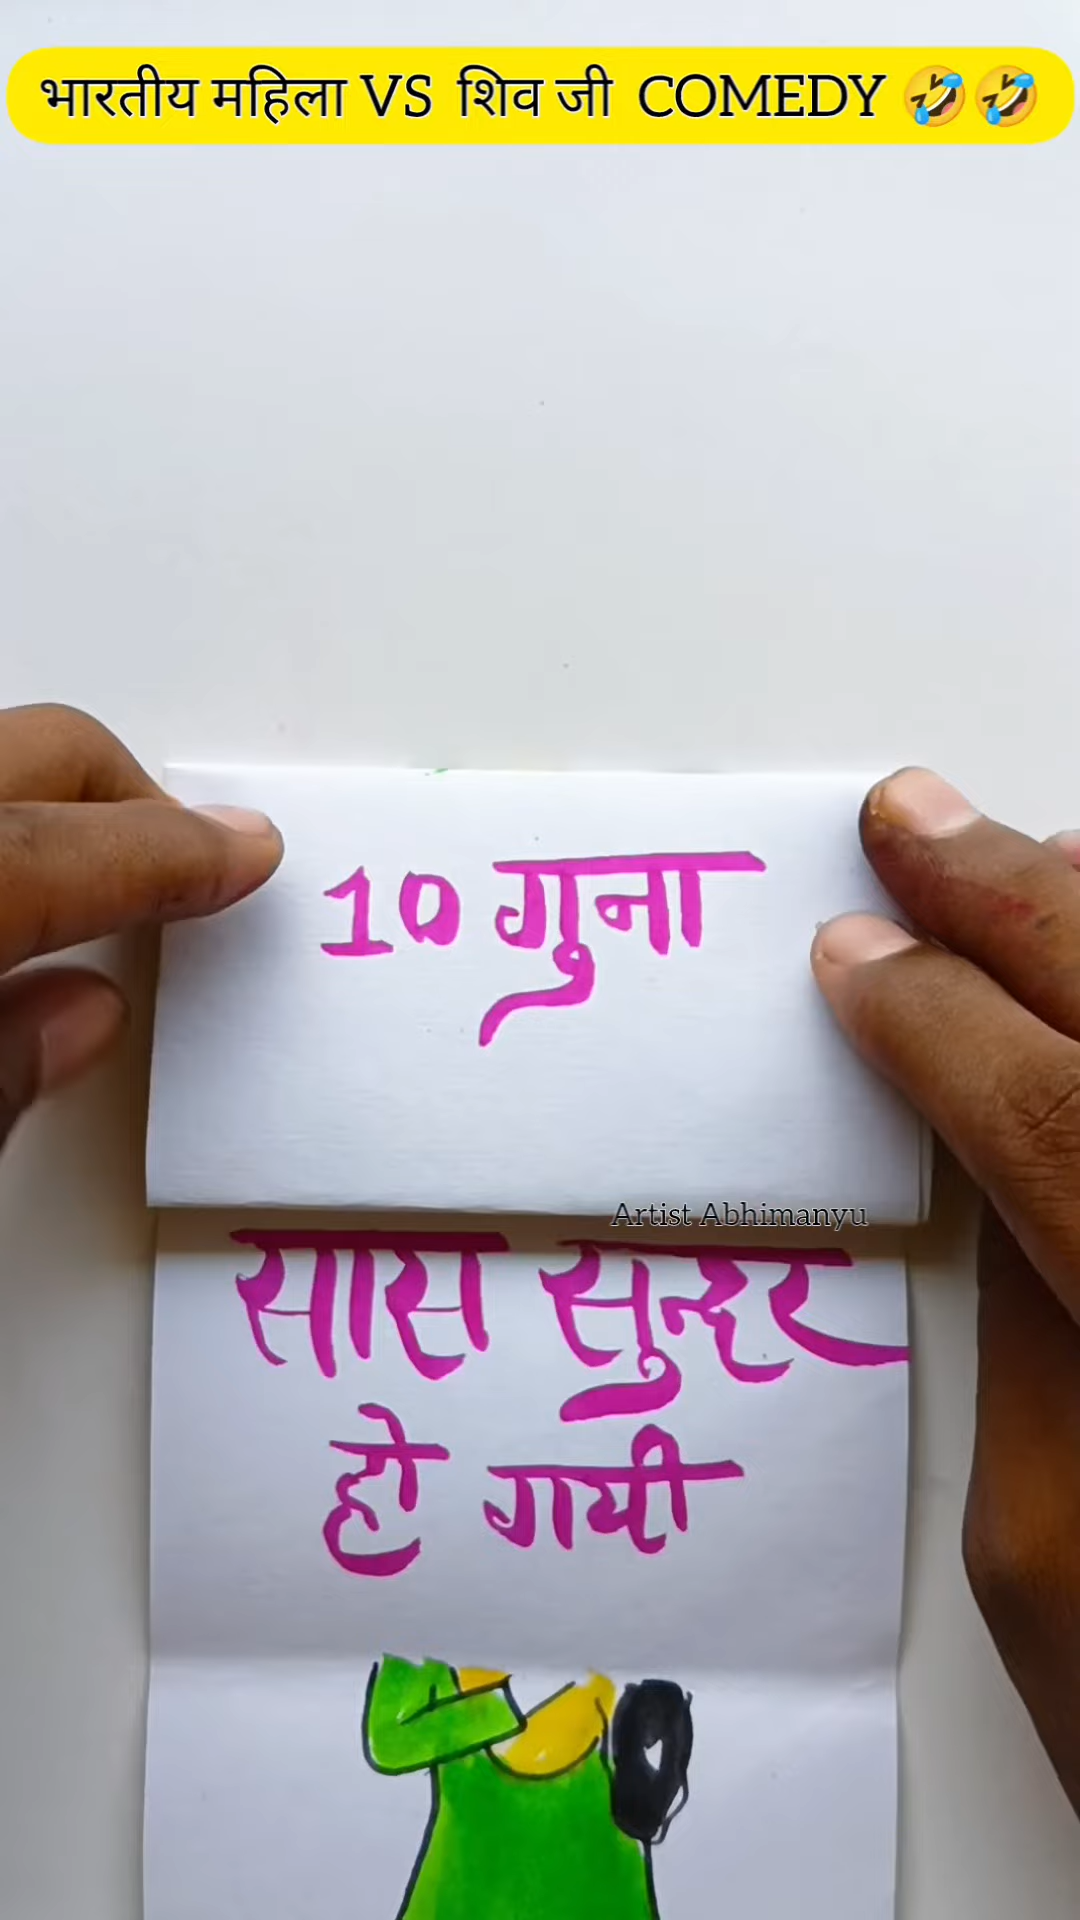 भारतीय महिला VS शिव जी COMEDY 🤣🤣
10 गुना
Artist Abhimanyu
सास सुन्दर
हो गयी